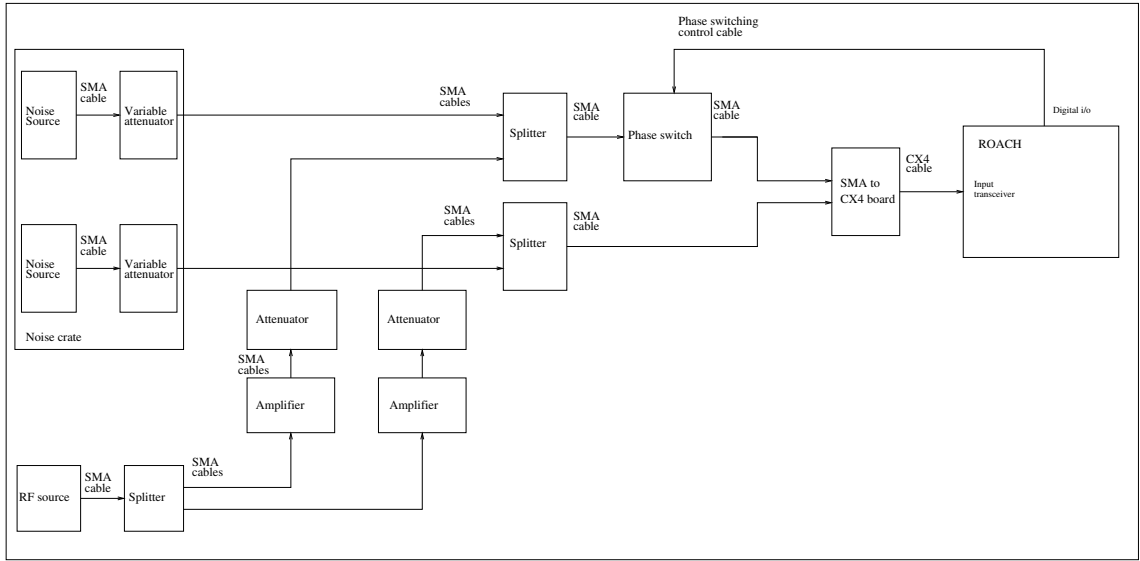 Phase switching
control cable
SMA
cable
Noise
Source
Variable
attenuator
SMA
cables
Splitter
SMA
cable
Phase switch
SMA
cable
Digital i/o
ROACH
Input
transceiver
CX4
cable
SMA to
CX4 board
SMA
cables
Splitter
SMA
cable
SMA
cable
Noise
Source
Variable
attenuator
Noise crate
Attenuator
Attenuator
SMA
cables
Amplifier
Amplifier
SMA
cables
SMA
cable
RF source
Splitter